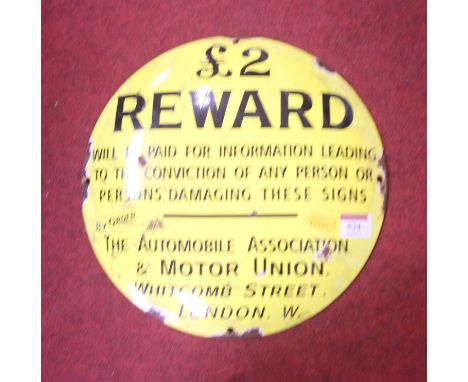 £2
REWARD
WILL BE PAID FOR INFORMATION LEADING
TO THE CONVICTION OF ANY PERSON OR
PERSONS DAMAGING THESE SIGNS
BY ORDER
THE AUTOMOBILE ASSOCIATION
& MOTOR UNION,
WHITCOMB STREET,
LONDON. W.